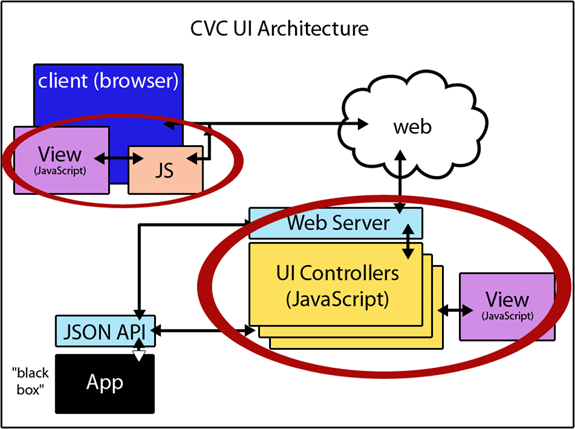 CVC UI Architecture
client (browser)
View
(JavaScript)
JS
web
Web Server
UI Controllers
(JavaScript)
View
(JavaScript)
JSON API
"black
box"
App